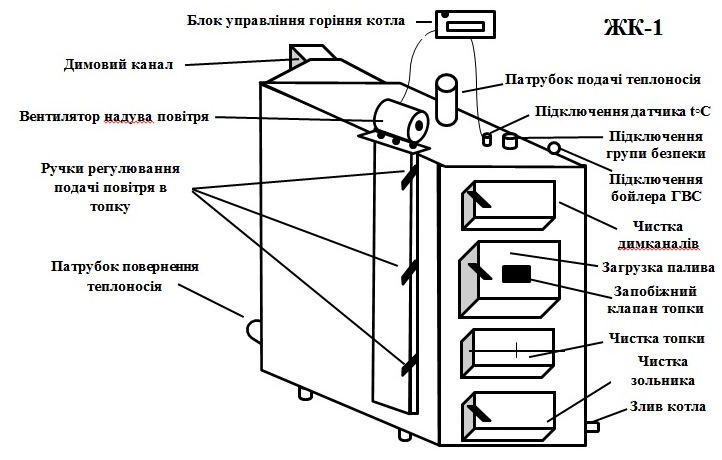 Блок управління горіння котла
ЖК-1
Димовий канал
Патрубок подачі теплоносія
Вентилятор надува повітря
Підключення датчика t°C
Підключення
групи безпеки
Ручки регулювання
подачі повітря в
топку
Підключення
бойлера ГВС
Чистка
димканалів
Патрубок повернення
теплоносія
Загрузка палива
Запобіжний
клапан топки
Чистка топки
Чистка
зольника
Злив котла